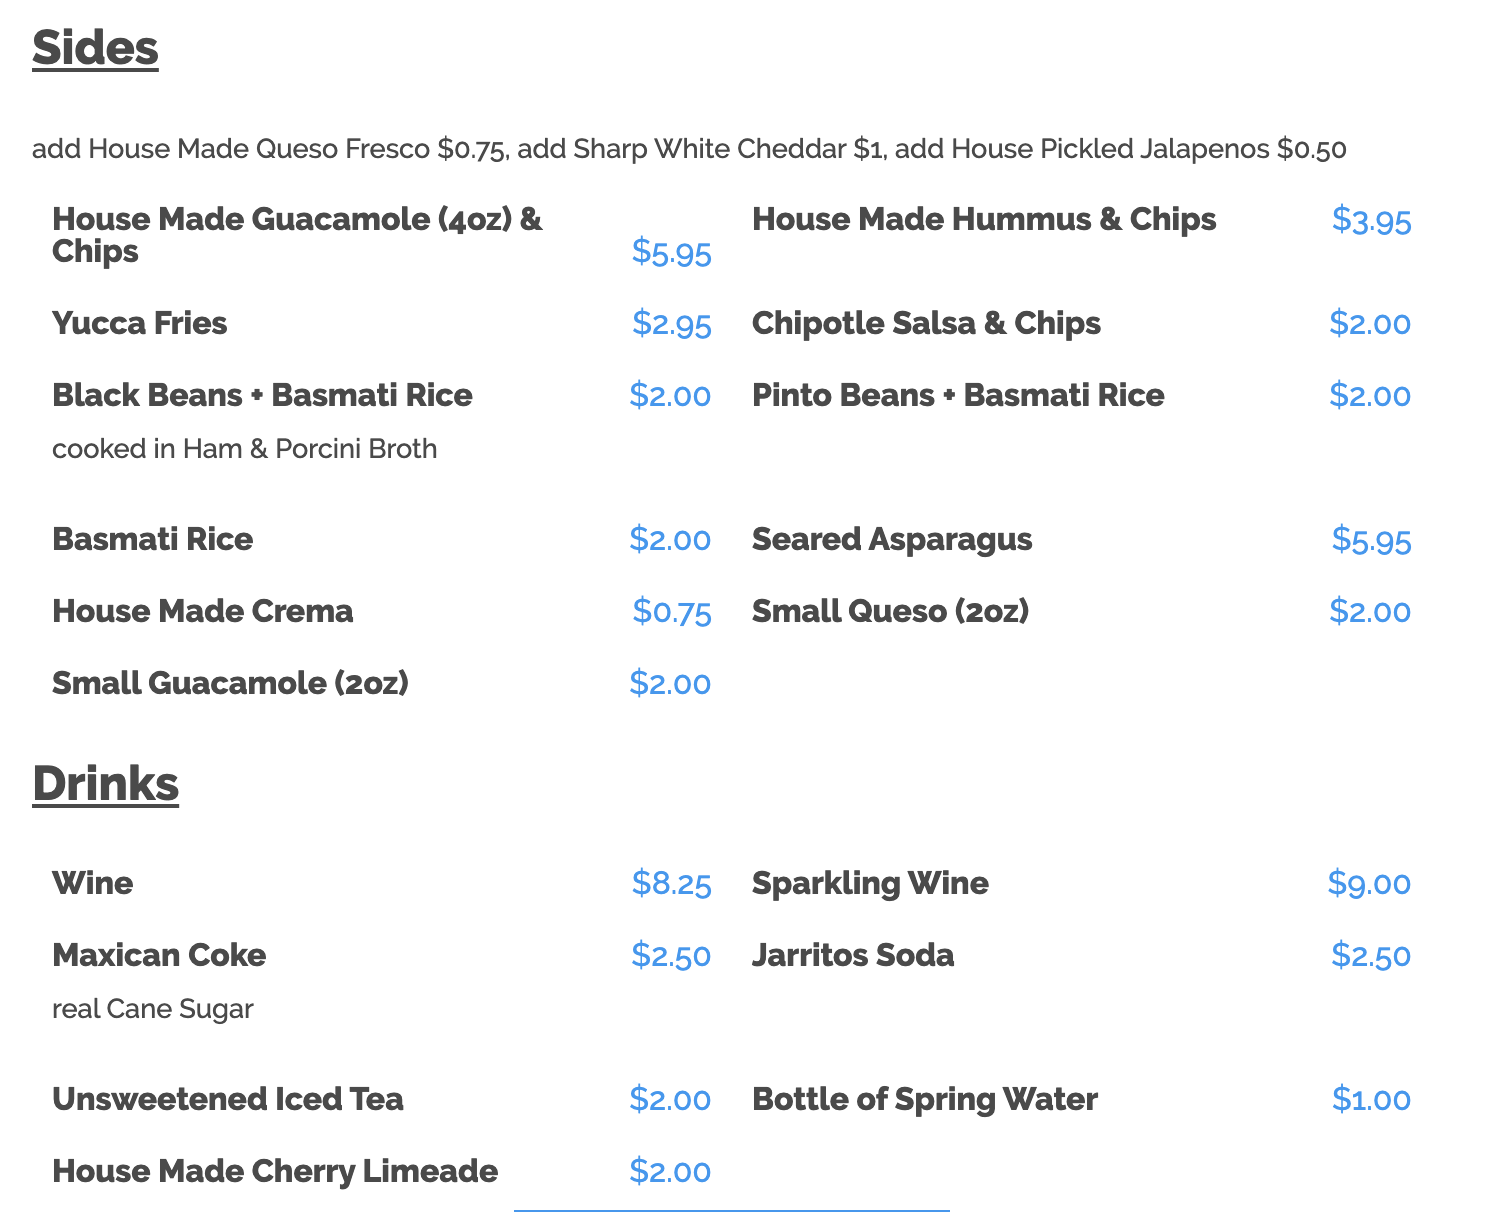 Sides
add House Made Queso Fresco $0.75, add Sharp White Cheddar $1, add House Pickled Jalapenos $0.50
House Made Guacamole (4oz) &
Chips $5.95
House Made Hummus & Chips $3.95
Yucca Fries $2.95
Chipotle Salsa & Chips $2.00
Black Beans + Basmati Rice $2.00
cooked in Ham & Porcini Broth
Pinto Beans + Basmati Rice $2.00
Basmati Rice $2.00
Seared Asparagus $5.95
House Made Crema $0.75
Small Queso (2oz) $2.00
Small Guacamole (2oz) $2.00
Drinks
Wine $8.25
Sparkling Wine $9.00
Maxican Coke $2.50
real Cane Sugar
Jarritos Soda $2.50
Unsweetened Iced Tea $2.00
Bottle of Spring Water $1.00
House Made Cherry Limeade $2.00